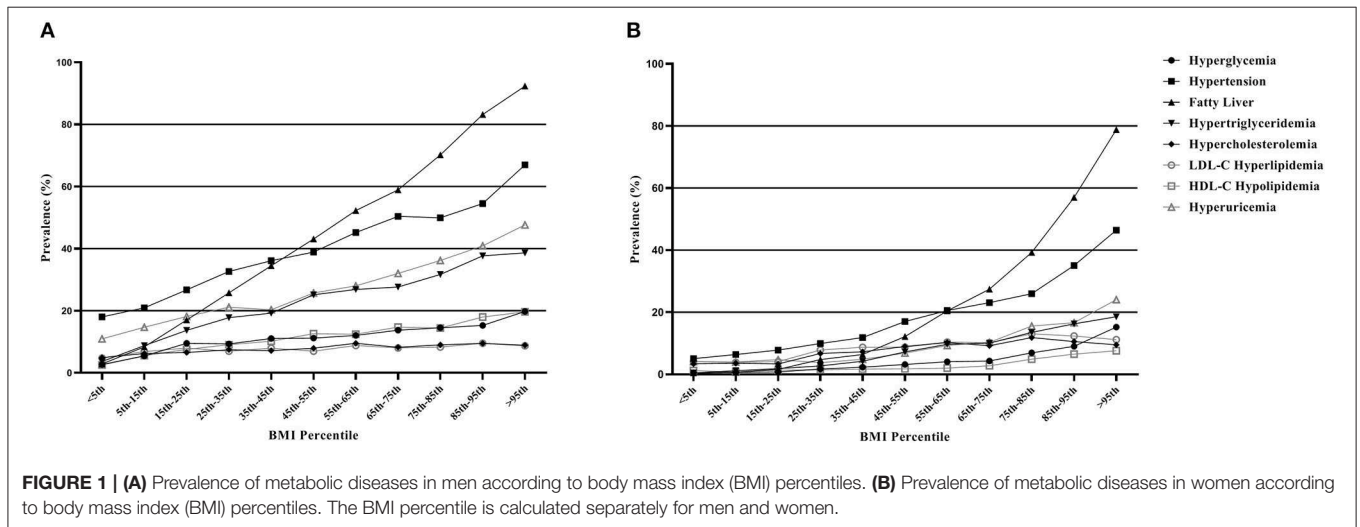 A
B
100
80
60
40
20
0
Prevalence (%)
<5th
5th-15th
15th-25th
25th-35th
35th-45th
45th-55th
55th-65th
65th-75th
75th-85th
85th-95th
>95th
BMI Percentile
100
80
60
40
20
0
Prevalence (%)
<5th
5th-15th
15th-25th
25th-35th
35th-45th
45th-55th
55th-65th
65th-75th
75th-85th
85th-95th
>95th
BMI Percentile
Hyperglycemia
Hypertension
Fatty Liver
Hypertriglyceridemia
Hypercholesterolemia
LDL-C Hyperlipidemia
HDL-C Hypolipidemia
Hyperuricemia
FIGURE 1 | (A) Prevalence of metabolic diseases in men according to body mass index (BMI) percentiles. (B) Prevalence of metabolic diseases in women according
to body mass index (BMI) percentiles. The BMI percentile is calculated separately for men and women.